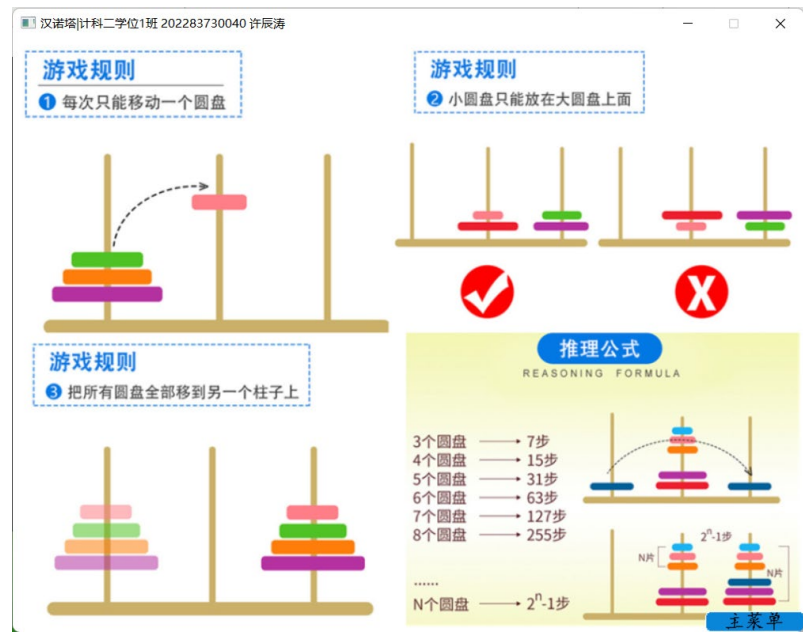 汉诺塔|计科二学位1班 202283730040 许辰涛
游戏规则
1 每次只能移动一个圆盘
游戏规则
2 小圆盘只能放在大圆盘上面
X
游戏规则
3 把所有圆盘全部移到另一个柱子上
推理公式
REASONING FORMULA
3个圆盘 7步
4个圆盘 15步
5个圆盘 31步
6个圆盘 63步
7个圆盘 127步
8个圆盘 255步
......
N个圆盘 2ⁿ-1步
2ⁿ-1步
N片
N片
主菜单